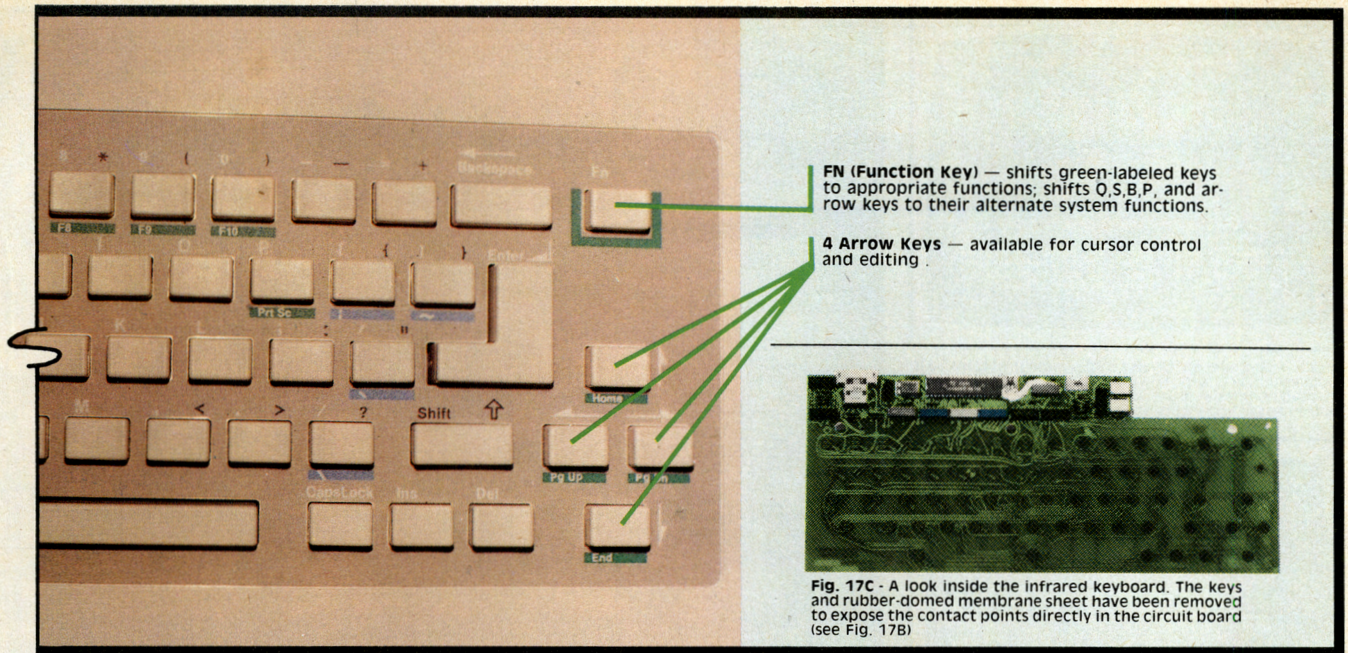 8 * 9 ( 0 ) – — = +
Backspace
Fn
F8 F9 F10
I O P [ { ] }
Enter
Prt Sc | ~
K L ; : ' "
Home
M , < . > / ?
Shift
\
Pg Up
CapsLock Ins Del
End
FN (Function Key) — shifts green-labeled keys
to appropriate functions; shifts Q,S,B,P, and ar-
row keys to their alternate system functions.
4 Arrow Keys — available for cursor control
and editing .
Fig. 17C - A look inside the infrared keyboard. The keys
and rubber-domed membrane sheet have been removed
to expose the contact points directly in the circuit board
(see Fig. 17B)